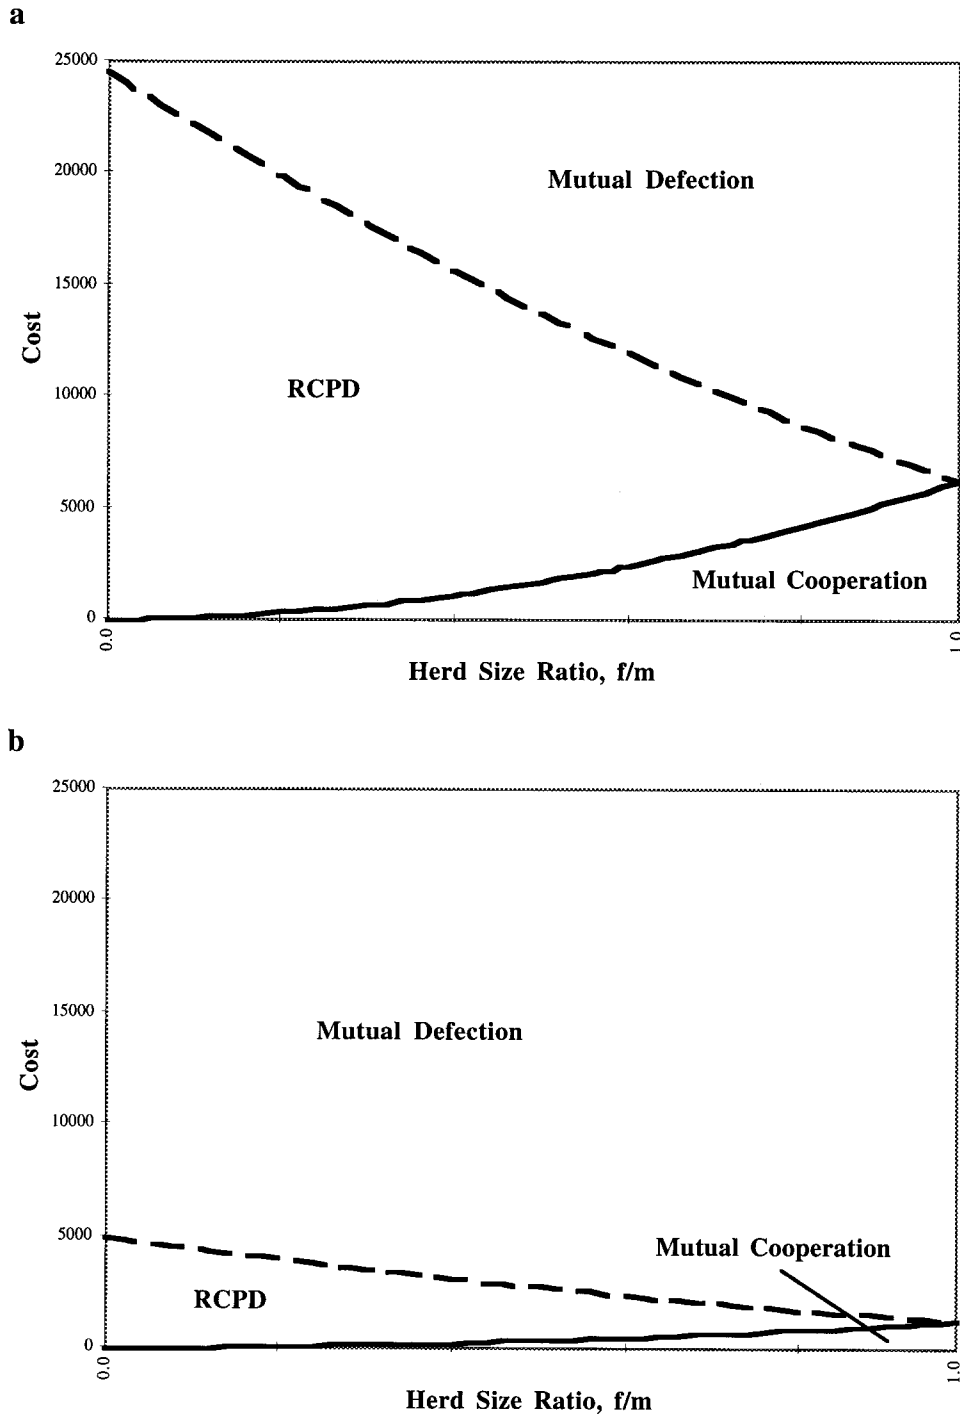 a
25000
20000
15000
10000
5000
0
Cost
Mutual Defection
RCPD
Mutual Cooperation
0.0
1.0
Herd Size Ratio, f/m
b
25000
20000
15000
10000
5000
0
Cost
Mutual Defection
Mutual Cooperation
RCPD
0.0
1.0
Herd Size Ratio, f/m